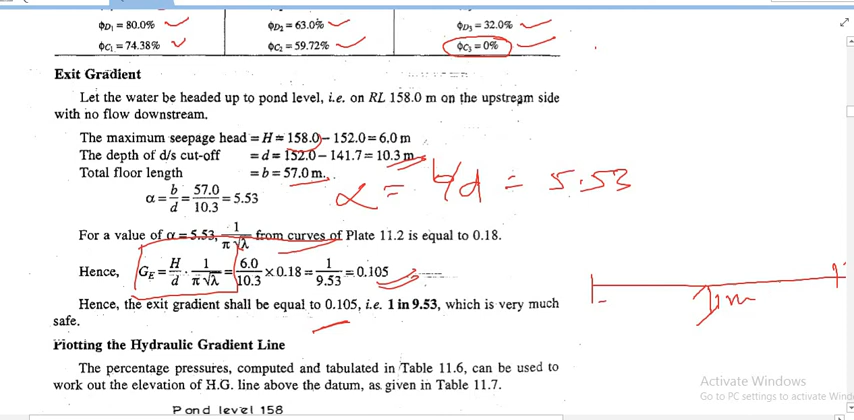 ϕD₁ = 80.0% ϕD₂ = 63.0% ϕD₃ = 32.0%
ϕC₁ = 74.38% ϕC₂ = 59.72% ϕC₃ = 0%
Exit Gradient
Let the water be headed up to pond level, i.e. on RL 158.0 m on the upstream side
with no flow downstream.
The maximum seepage head = H = 158.0 − 152.0 = 6.0 m
The depth of d/s cut-off = d = 152.0 − 141.7 = 10.3 m
Total floor length = b = 57.0 m.
α = b/d = 57.0/10.3 = 5.53
α = b/d = 5.53
For a value of α = 5.53, 1/π√λ from curves of Plate 11.2 is equal to 0.18.
Hence, G_E = H/d · 1/π√λ = 6.0/10.3 × 0.18 = 1/9.53 = 0.105
Hence, the exit gradient shall be equal to 0.105, i.e. 1 in 9.53, which is very much
safe.
Plotting the Hydraulic Gradient Line
The percentage pressures, computed and tabulated in Table 11.6, can be used
to work out the elevation of H.G. line above the datum, as given in Table 11.7.
Pond level 158
Activate Windows
Go to PC settings to activate Wind